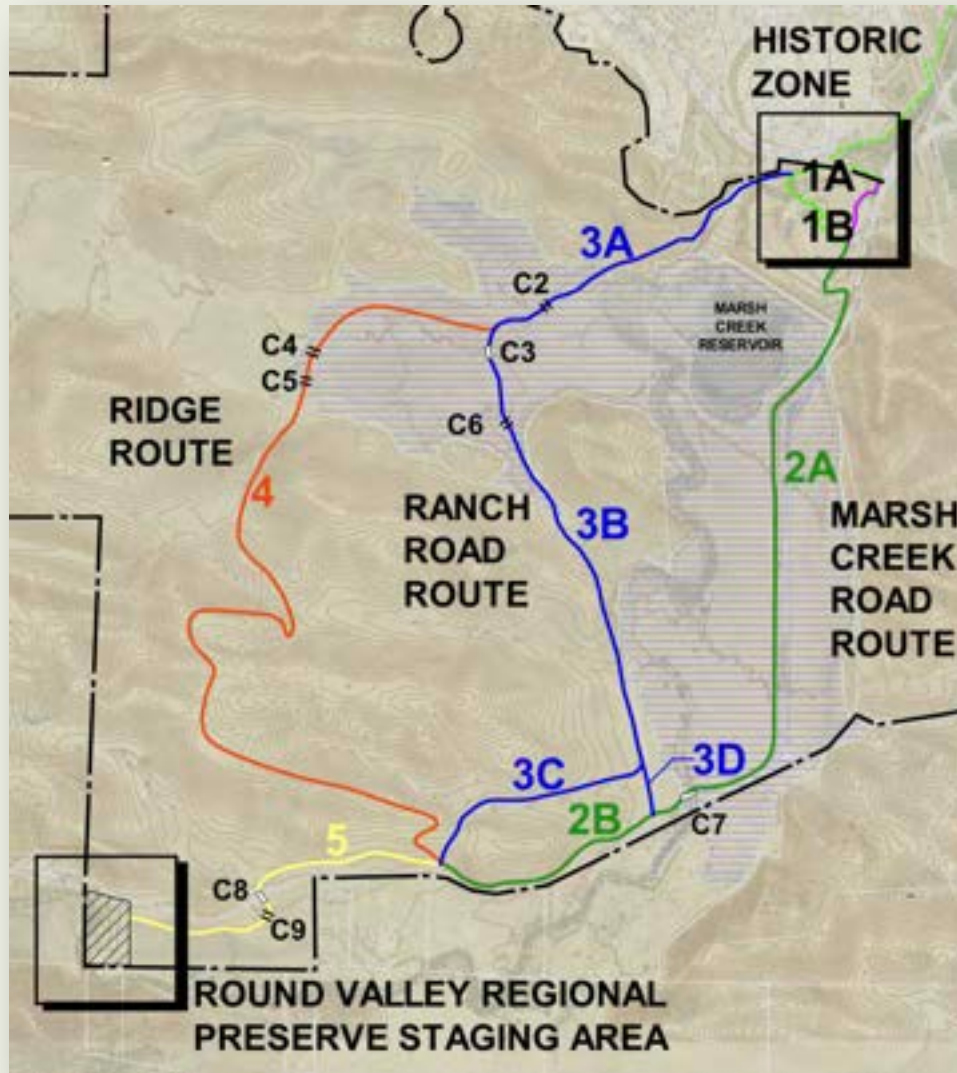 HISTORIC
ZONE
1A
1B
3A
C2
MARSH
CREEK
RESERVOIR
C4
C3
C5
RIDGE
ROUTE
C6
2A
4
RANCH
ROAD
ROUTE
3B
MARSH
CREEK
ROAD
ROUTE
3C
3D
2B
C7
5
C8
C9
ROUND VALLEY REGIONAL
PRESERVE STAGING AREA